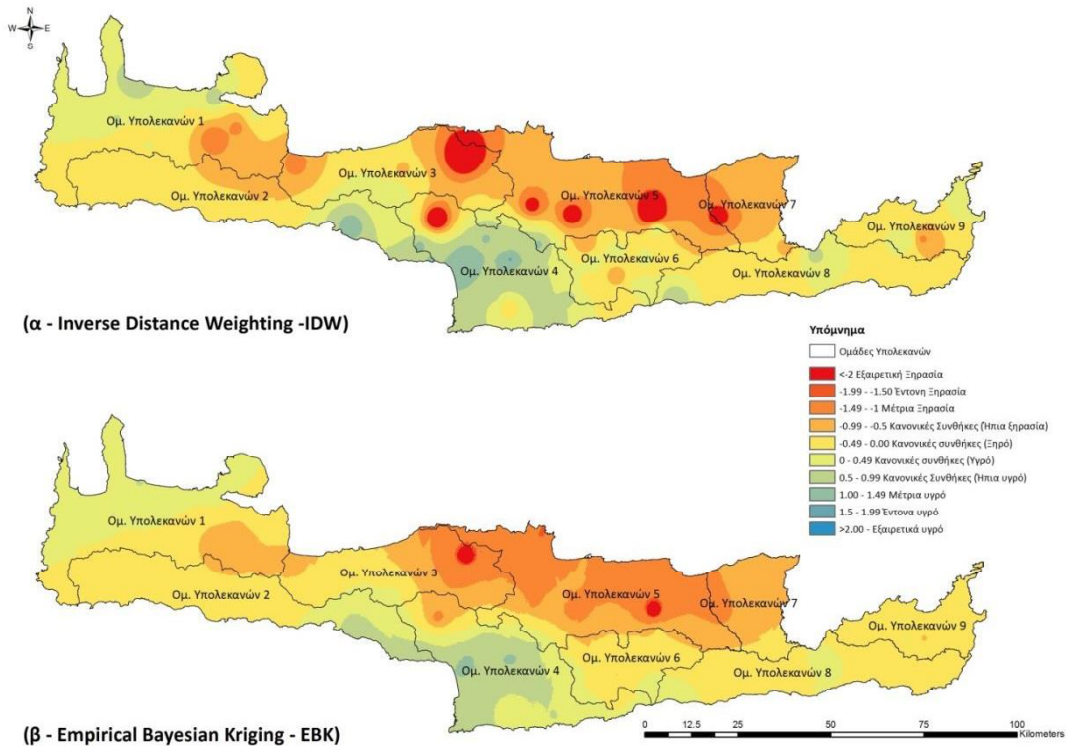 N
W E
S
Ομ. Υπολεκανών 1
Ομ. Υπολεκανών 2
Ομ. Υπολεκανών 3
Ομ. Υπολεκανών 4
Ομ. Υπολεκανών 5
Ομ. Υπολεκανών 6
Ομ. Υπολεκανών 7
Ομ. Υπολεκανών 8
Ομ. Υπολεκανών 9
(α - Inverse Distance Weighting -IDW)
Υπόμνημα
Ομάδες Υπολεκανών
<-2 Εξαιρετική Ξηρασία
-1.99 - -1.50 Έντονη Ξηρασία
-1.49 - -1 Μέτρια Ξηρασία
-0.99 - -0.5 Κανονικές Συνθήκες (Ήπια ξηρασία)
-0.49 - 0.00 Κανονικές συνθήκες (Ξηρό)
0 - 0.49 Κανονικές συνθήκες (Υγρό)
0.5 - 0.99 Κανονικές Συνθήκες (Ήπια υγρό)
1.00 - 1.49 Μέτρια υγρό
1.5 - 1.99 Έντονα υγρό
>2.00 - Εξαιρετικά υγρό
Ομ. Υπολεκανών 1
Ομ. Υπολεκανών 2
Ομ. Υπολεκανών 3
Ομ. Υπολεκανών 4
Ομ. Υπολεκανών 5
Ομ. Υπολεκανών 6
Ομ. Υπολεκανών 7
Ομ. Υπολεκανών 8
Ομ. Υπολεκανών 9
(β - Empirical Bayesian Kriging - EBK)
0 12.5 25 50 75 100
Kilometers